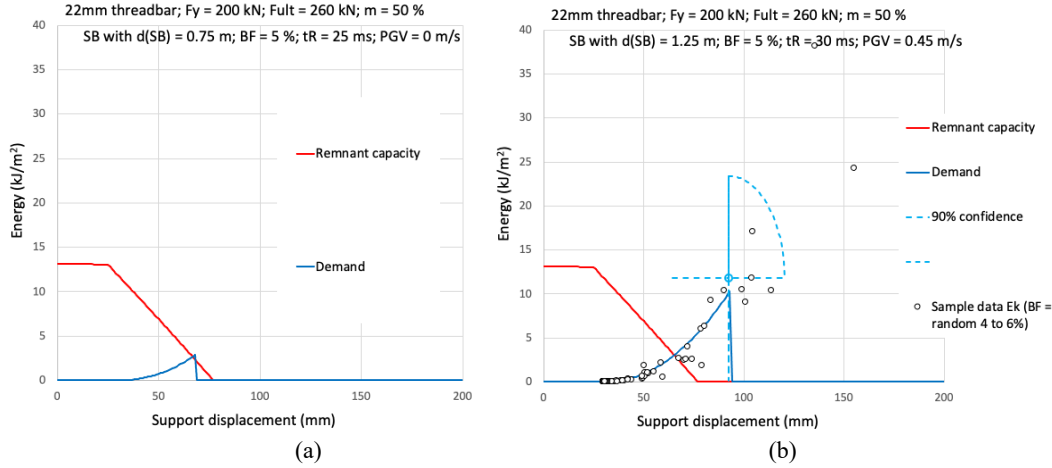 22mm threadbar; Fy = 200 kN; Fult = 260 kN; m = 50 %
SB with d(SB) = 0.75 m; BF = 5 %; tR = 25 ms; PGV = 0 m/s
40
35
30
25
20
15
10
5
0
Energy (kJ/m²)
Remnant capacity
Demand
0 50 100 150 200
Support displacement (mm)
(a)
22mm threadbar; Fy = 200 kN; Fult = 260 kN; m = 50 %
SB with d(SB) = 1.25 m; BF = 5 %; tR = 30 ms; PGV = 0.45 m/s
40
35
30
25
20
15
10
5
0
Energy (kJ/m²)
Remnant capacity
Demand
90% confidence
Sample data Ek (BF =
random 4 to 6%)
0 50 100 150 200
Support displacement (mm)
(b)